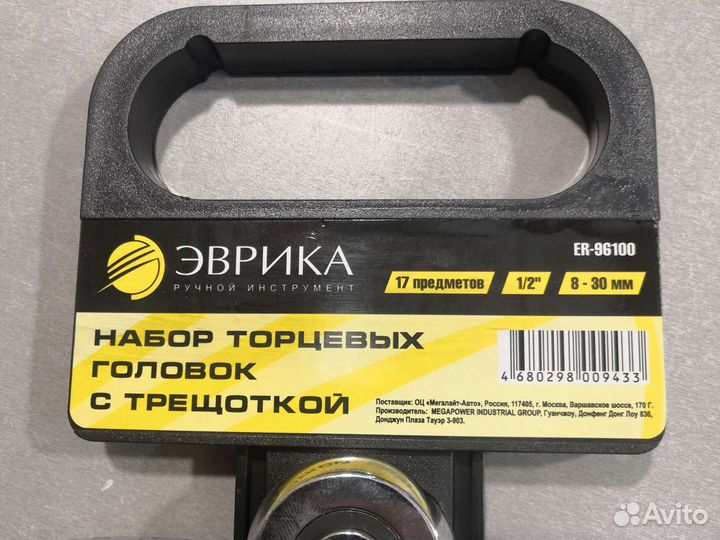 ЭВРИКА
РУЧНОЙ ИНСТРУМЕНТ
ER-96100
17 предметов
1/2"
8 - 30 мм
НАБОР ТОРЦЕВЫХ
ГОЛОВОК
С ТРЕЩОТКОЙ
4 680298 009433
Поставщик: ОЦ «Мегалайт-Авто», Россия, 117405, г. Москва, Варшавское шоссе, 170 Г.
Производитель: MEGAPOWER INDUSTRIAL GROUP, Гуанчжоу, Донфенг Донг Лоу 836,
Донджун Плаза Тауэр 3-903.
Avito